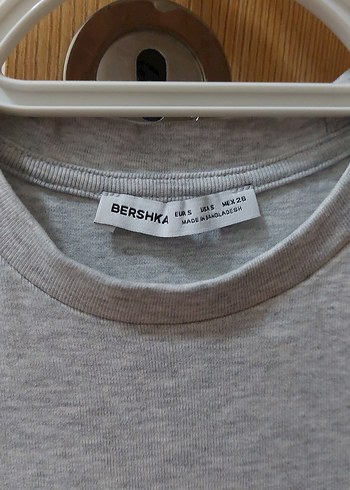 BERSHKA EUR S USA S MEX 26
MADE IN BANGLADESH